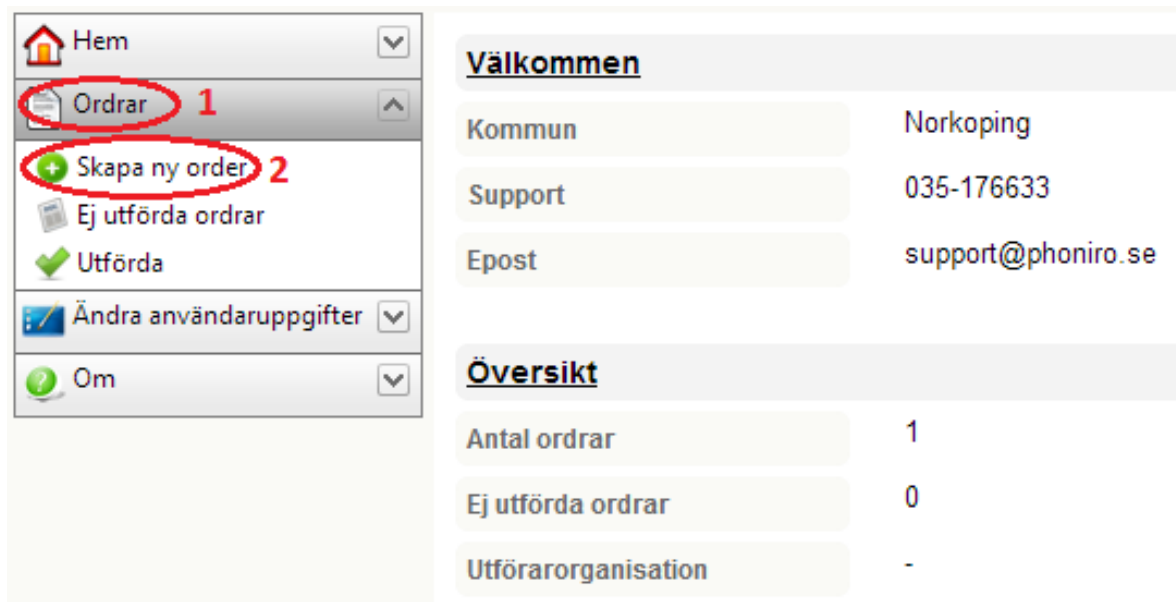 Hem
Ordrar 1
Skapa ny order 2
Ej utförda ordrar
Utförda
Ändra användaruppgifter
Om
Välkommen
Kommun Norkoping
Support 035-176633
Epost support@phoniro.se
Översikt
Antal ordrar 1
Ej utförda ordrar 0
Utförarorganisation -